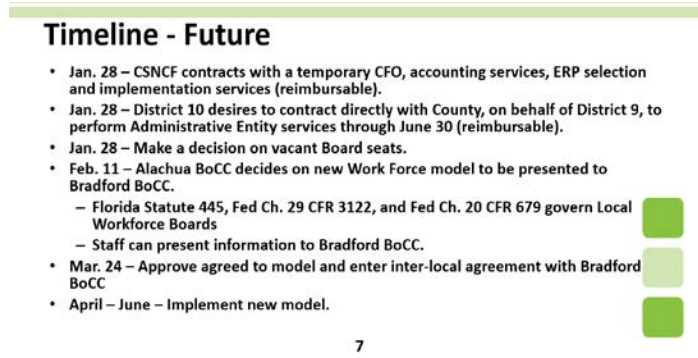 Timeline - Future
• Jan. 28 – CSNCF contracts with a temporary CFO, accounting services, ERP selection
and implementation services (reimbursable).
• Jan. 28 – District 10 desires to contract directly with County, on behalf of District 9, to
perform Administrative Entity services through June 30 (reimbursable).
• Jan. 28 – Make a decision on vacant Board seats.
• Feb. 11 – Alachua BoCC decides on new Work Force model to be presented to
Bradford BoCC.
– Florida Statute 445, Fed Ch. 29 CFR 3122, and Fed Ch. 20 CFR 679 govern Local
Workforce Boards
– Staff can present information to Bradford BoCC.
• Mar. 24 – Approve agreed to model and enter inter-local agreement with Bradford
BoCC
• April – June – Implement new model.
7